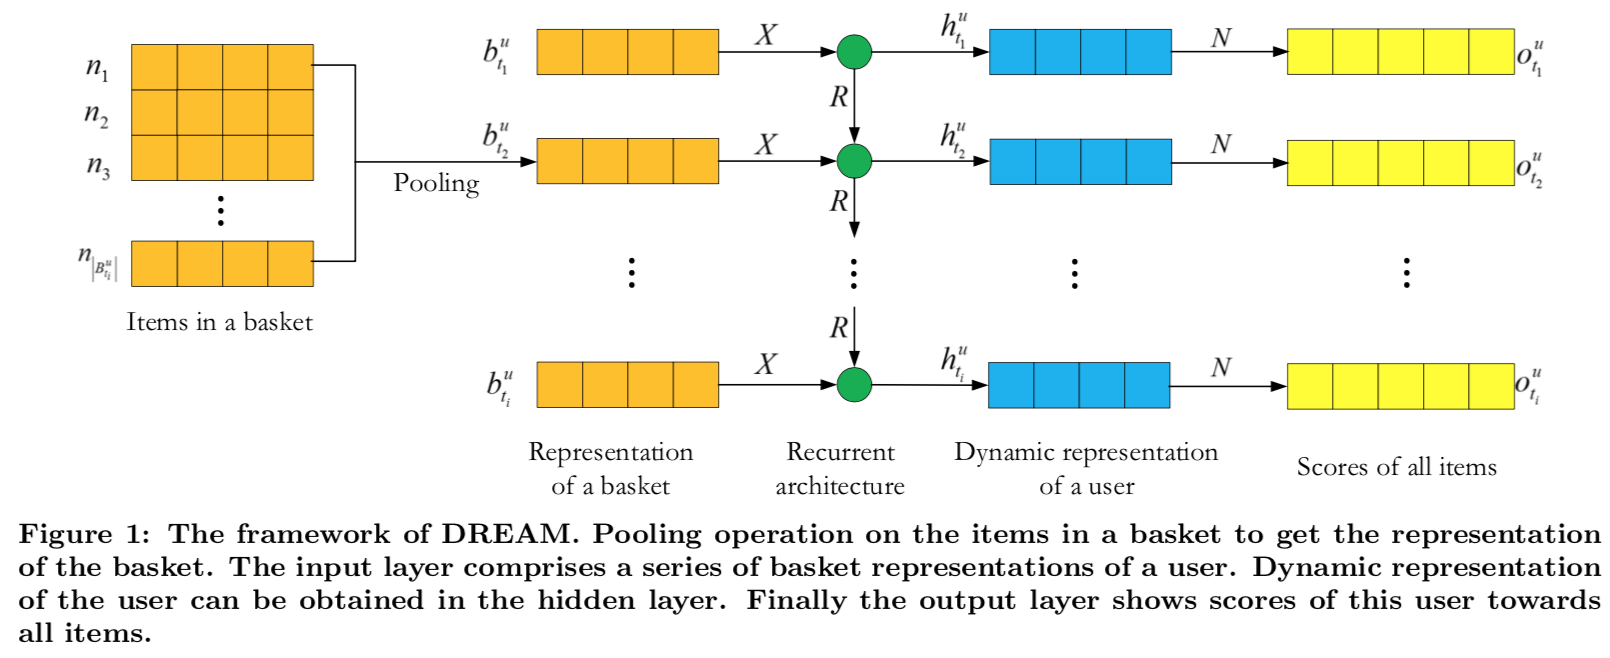 n₁
n₂
n₃
n_{|B^u_{t_i}|}
Items in a basket
Pooling
b^u_{t_1} X h^u_{t_1} N o^u_{t_1}
R
b^u_{t_2} X h^u_{t_2} N o^u_{t_2}
R
R
b^u_{t_i} X h^u_{t_i} N o^u_{t_i}
Representation
of a basket
Recurrent
architecture
Dynamic representation
of a user
Scores of all items
Figure 1: The framework of DREAM. Pooling operation on the items in a basket to get the representation
of the basket. The input layer comprises a series of basket representations of a user. Dynamic representation
of the user can be obtained in the hidden layer. Finally the output layer shows scores of this user towards
all items.